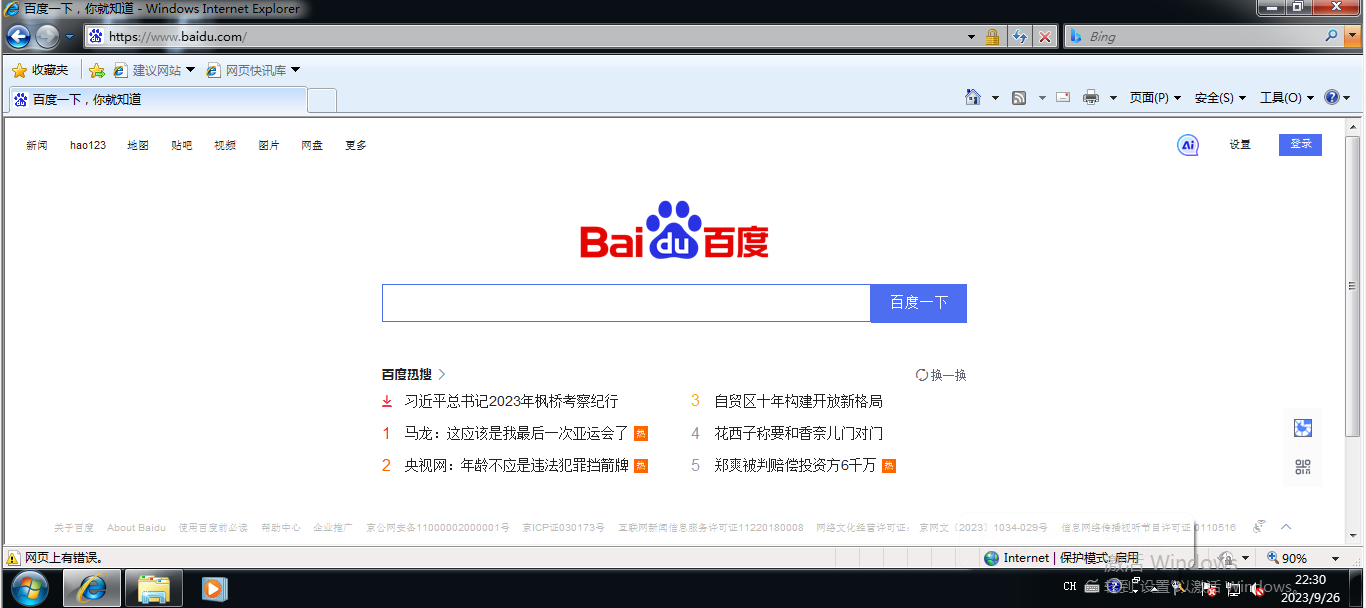 百度一下，你就知道 - Windows Internet Explorer
https://www.baidu.com/
Bing
收藏夹 建议网站 网页快讯库
百度一下，你就知道
页面(P) 安全(S) 工具(O)
新闻 hao123 地图 贴吧 视频 图片 网盘 更多
Ai 设置 登录
Bai du 百度
百度一下
百度热搜 换一换
习近平总书记2023年枫桥考察纪行
1 马龙：这应该是我最后一次亚运会了 热
2 央视网：年龄不应是违法犯罪挡箭牌 热
3 自贸区十年构建开放新格局
4 花西子称要和香奈儿门对门
5 郑爽被判赔偿投资方6千万 热
关于百度 About Baidu 使用百度前必读 帮助中心 企业推广 京公网安备11000002000001号 京ICP证030173号 互联网新闻信息服务许可证11220180008 网络文化经营许可证： 京网文〔2023〕1034-029号 信息网络传播视听节目许可证 0110516
网页上有错误。
Internet | 保护模式: 启用
90%
激活 Windows
转到"设置"以激活 Windows。
CH
22:30
2023/9/26